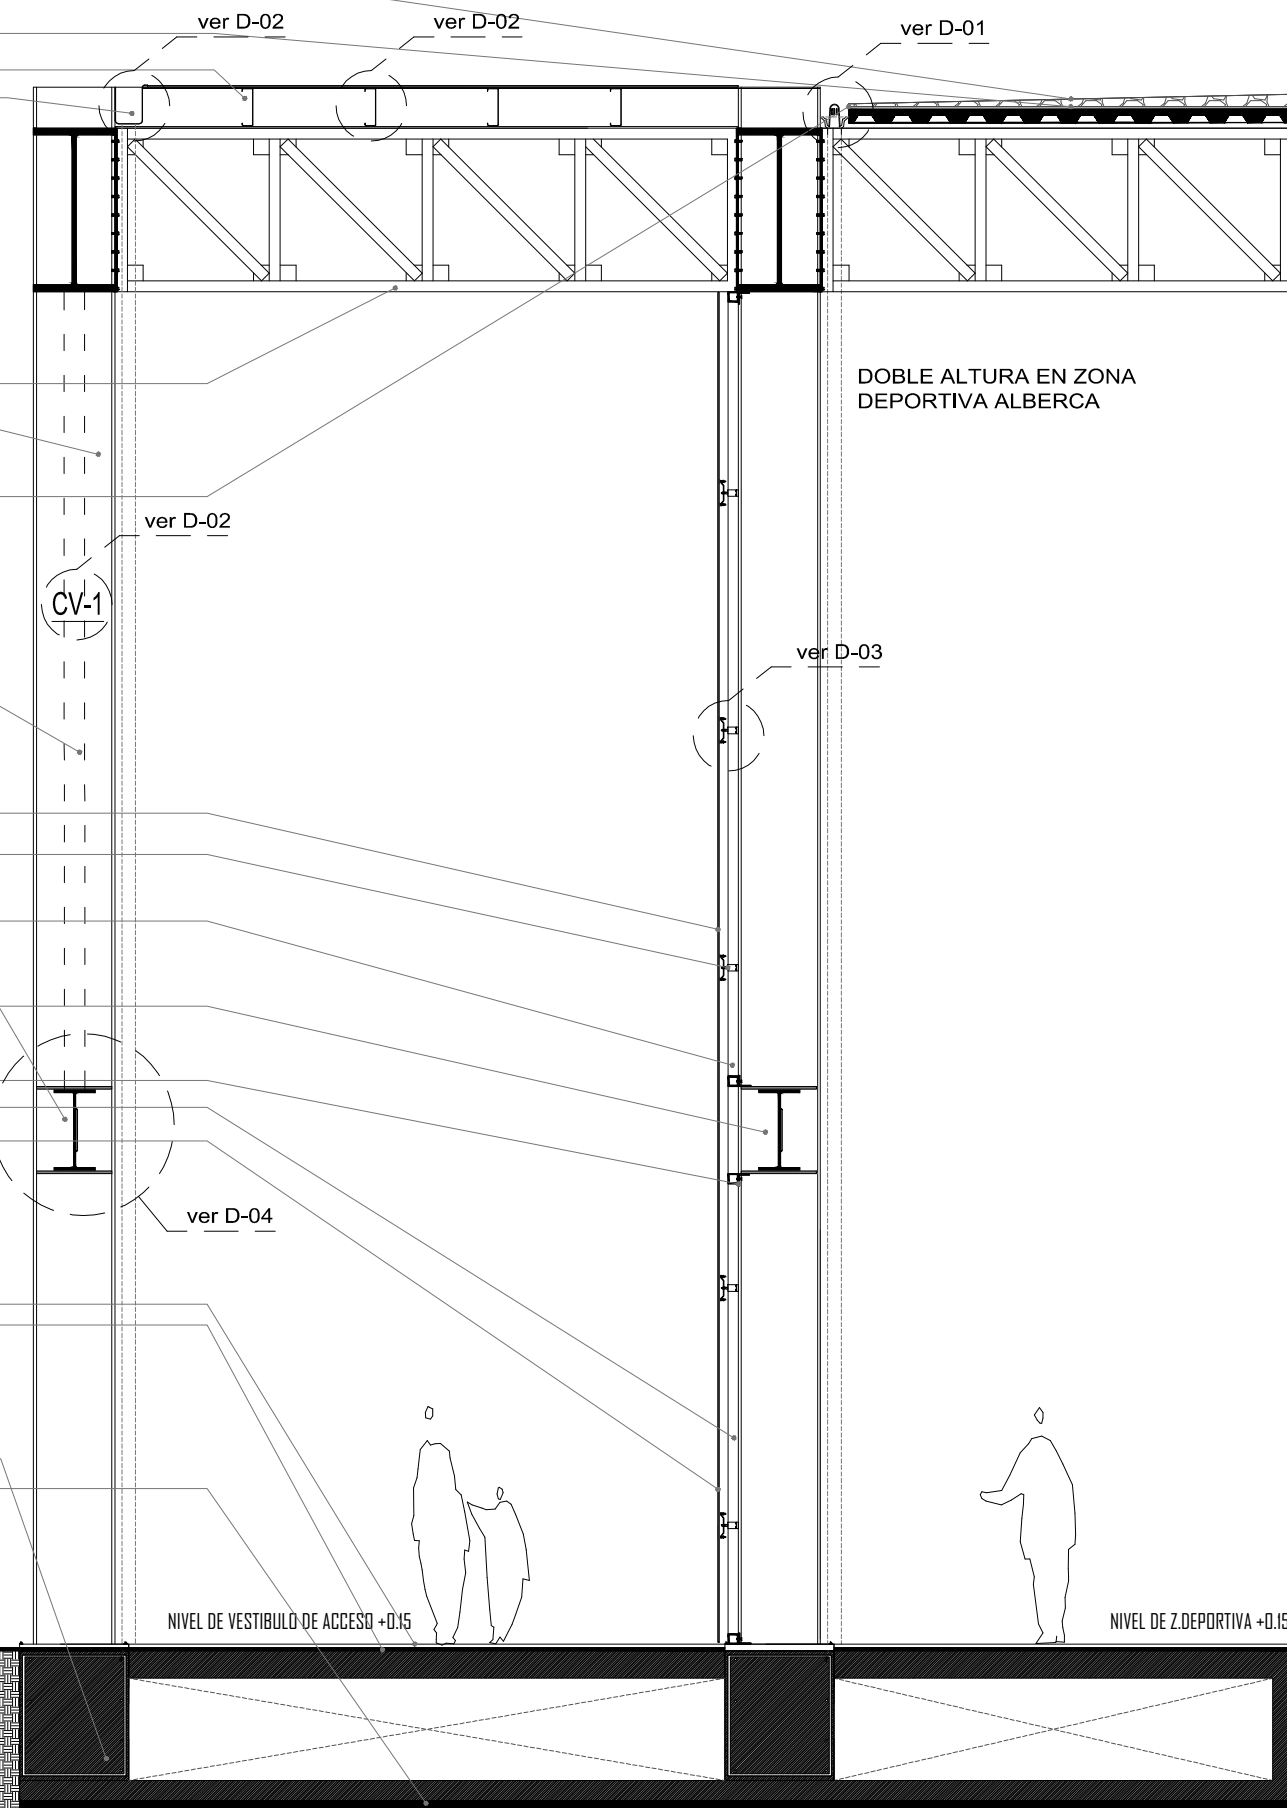 ver D-02
ver D-02
ver D-01
DOBLE ALTURA EN ZONA
DEPORTIVA ALBERCA
ver D-02
CV-1
ver D-03
ver D-04
NIVEL DE VESTIBULO DE ACCESO +0.15
NIVEL DE Z.DEPORTIVA +0.15